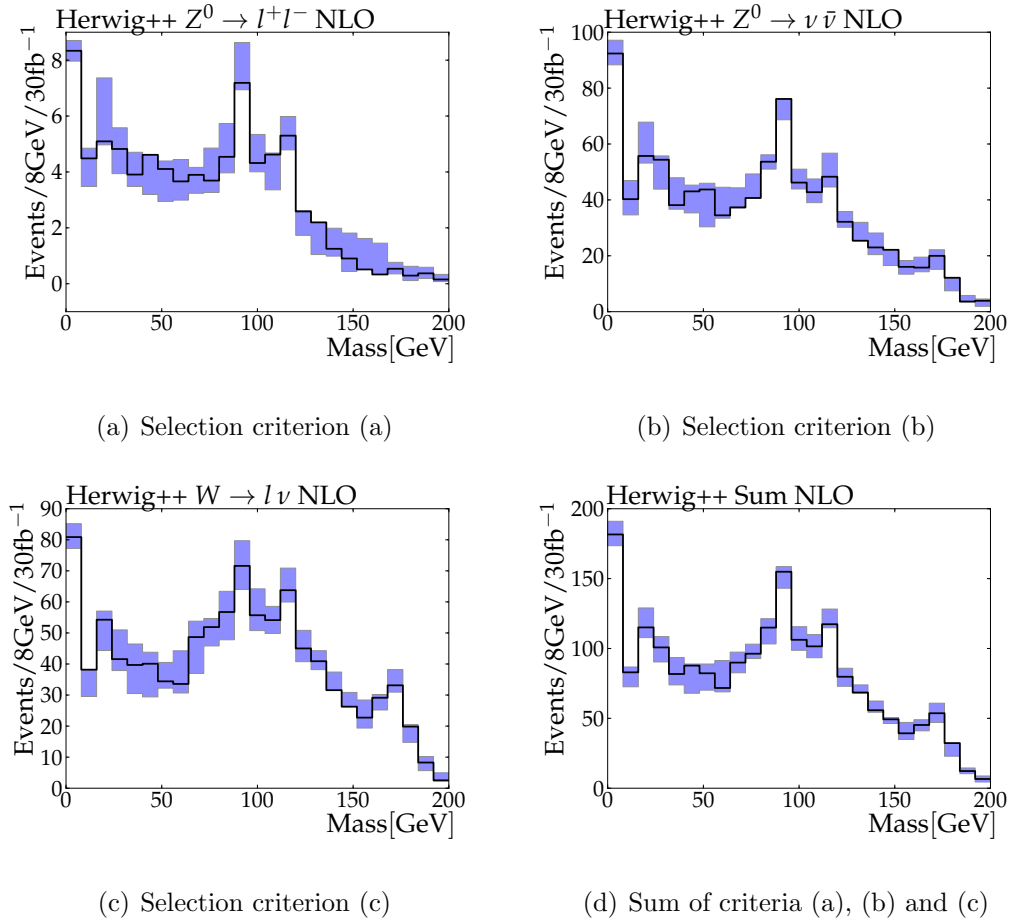 Herwig++ Z⁰ → l⁺l⁻ NLO
Events/8GeV/30fb⁻¹
8
6
4
2
0
0 50 100 150 200
Mass[GeV]
(a) Selection criterion (a)
Herwig++ Z⁰ → ν ν̄ NLO
Events/8GeV/30fb⁻¹
100
80
60
40
20
0
0 50 100 150 200
Mass[GeV]
(b) Selection criterion (b)
Herwig++ W → l ν NLO
Events/8GeV/30fb⁻¹
90
80
70
60
50
40
30
20
10
0
0 50 100 150 200
Mass[GeV]
(c) Selection criterion (c)
Herwig++ Sum NLO
Events/8GeV/30fb⁻¹
200
150
100
50
0
0 50 100 150 200
Mass[GeV]
(d) Sum of criteria (a), (b) and (c)